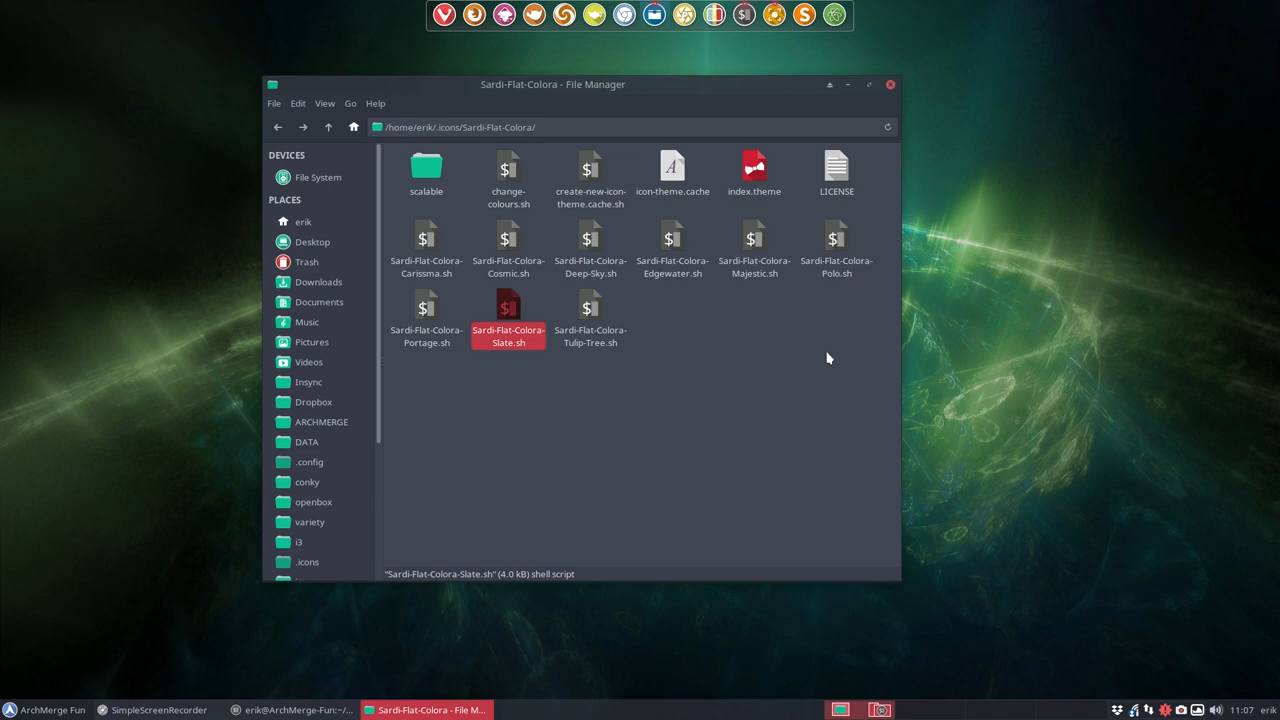 Sardi-Flat-Colora - File Manager
File Edit View Go Help
/home/erik/.icons/Sardi-Flat-Colora/
DEVICES
File System
PLACES
erik
Desktop
Trash
Downloads
Documents
Music
Pictures
Videos
Insync
Dropbox
ARCHMERGE
DATA
.config
conky
openbox
variety
i3
.icons
scalable
change-
colours.sh
create-new-icon-
theme.cache.sh
icon-theme.cache
index.theme
LICENSE
Sardi-Flat-Colora-
Carissma.sh
Sardi-Flat-Colora-
Cosmic.sh
Sardi-Flat-Colora-
Deep-Sky.sh
Sardi-Flat-Colora-
Edgewater.sh
Sardi-Flat-Colora-
Majestic.sh
Sardi-Flat-Colora-
Polo.sh
Sardi-Flat-Colora-
Portage.sh
Sardi-Flat-Colora-
Slate.sh
Sardi-Flat-Colora-
Tulip-Tree.sh
"Sardi-Flat-Colora-Slate.sh" (4.0 kB) shell script
ArchMerge Fun SimpleScreenRecorder erik@ArchMerge-Fun:~/... Sardi-Flat-Colora - File M... 11:07 erik